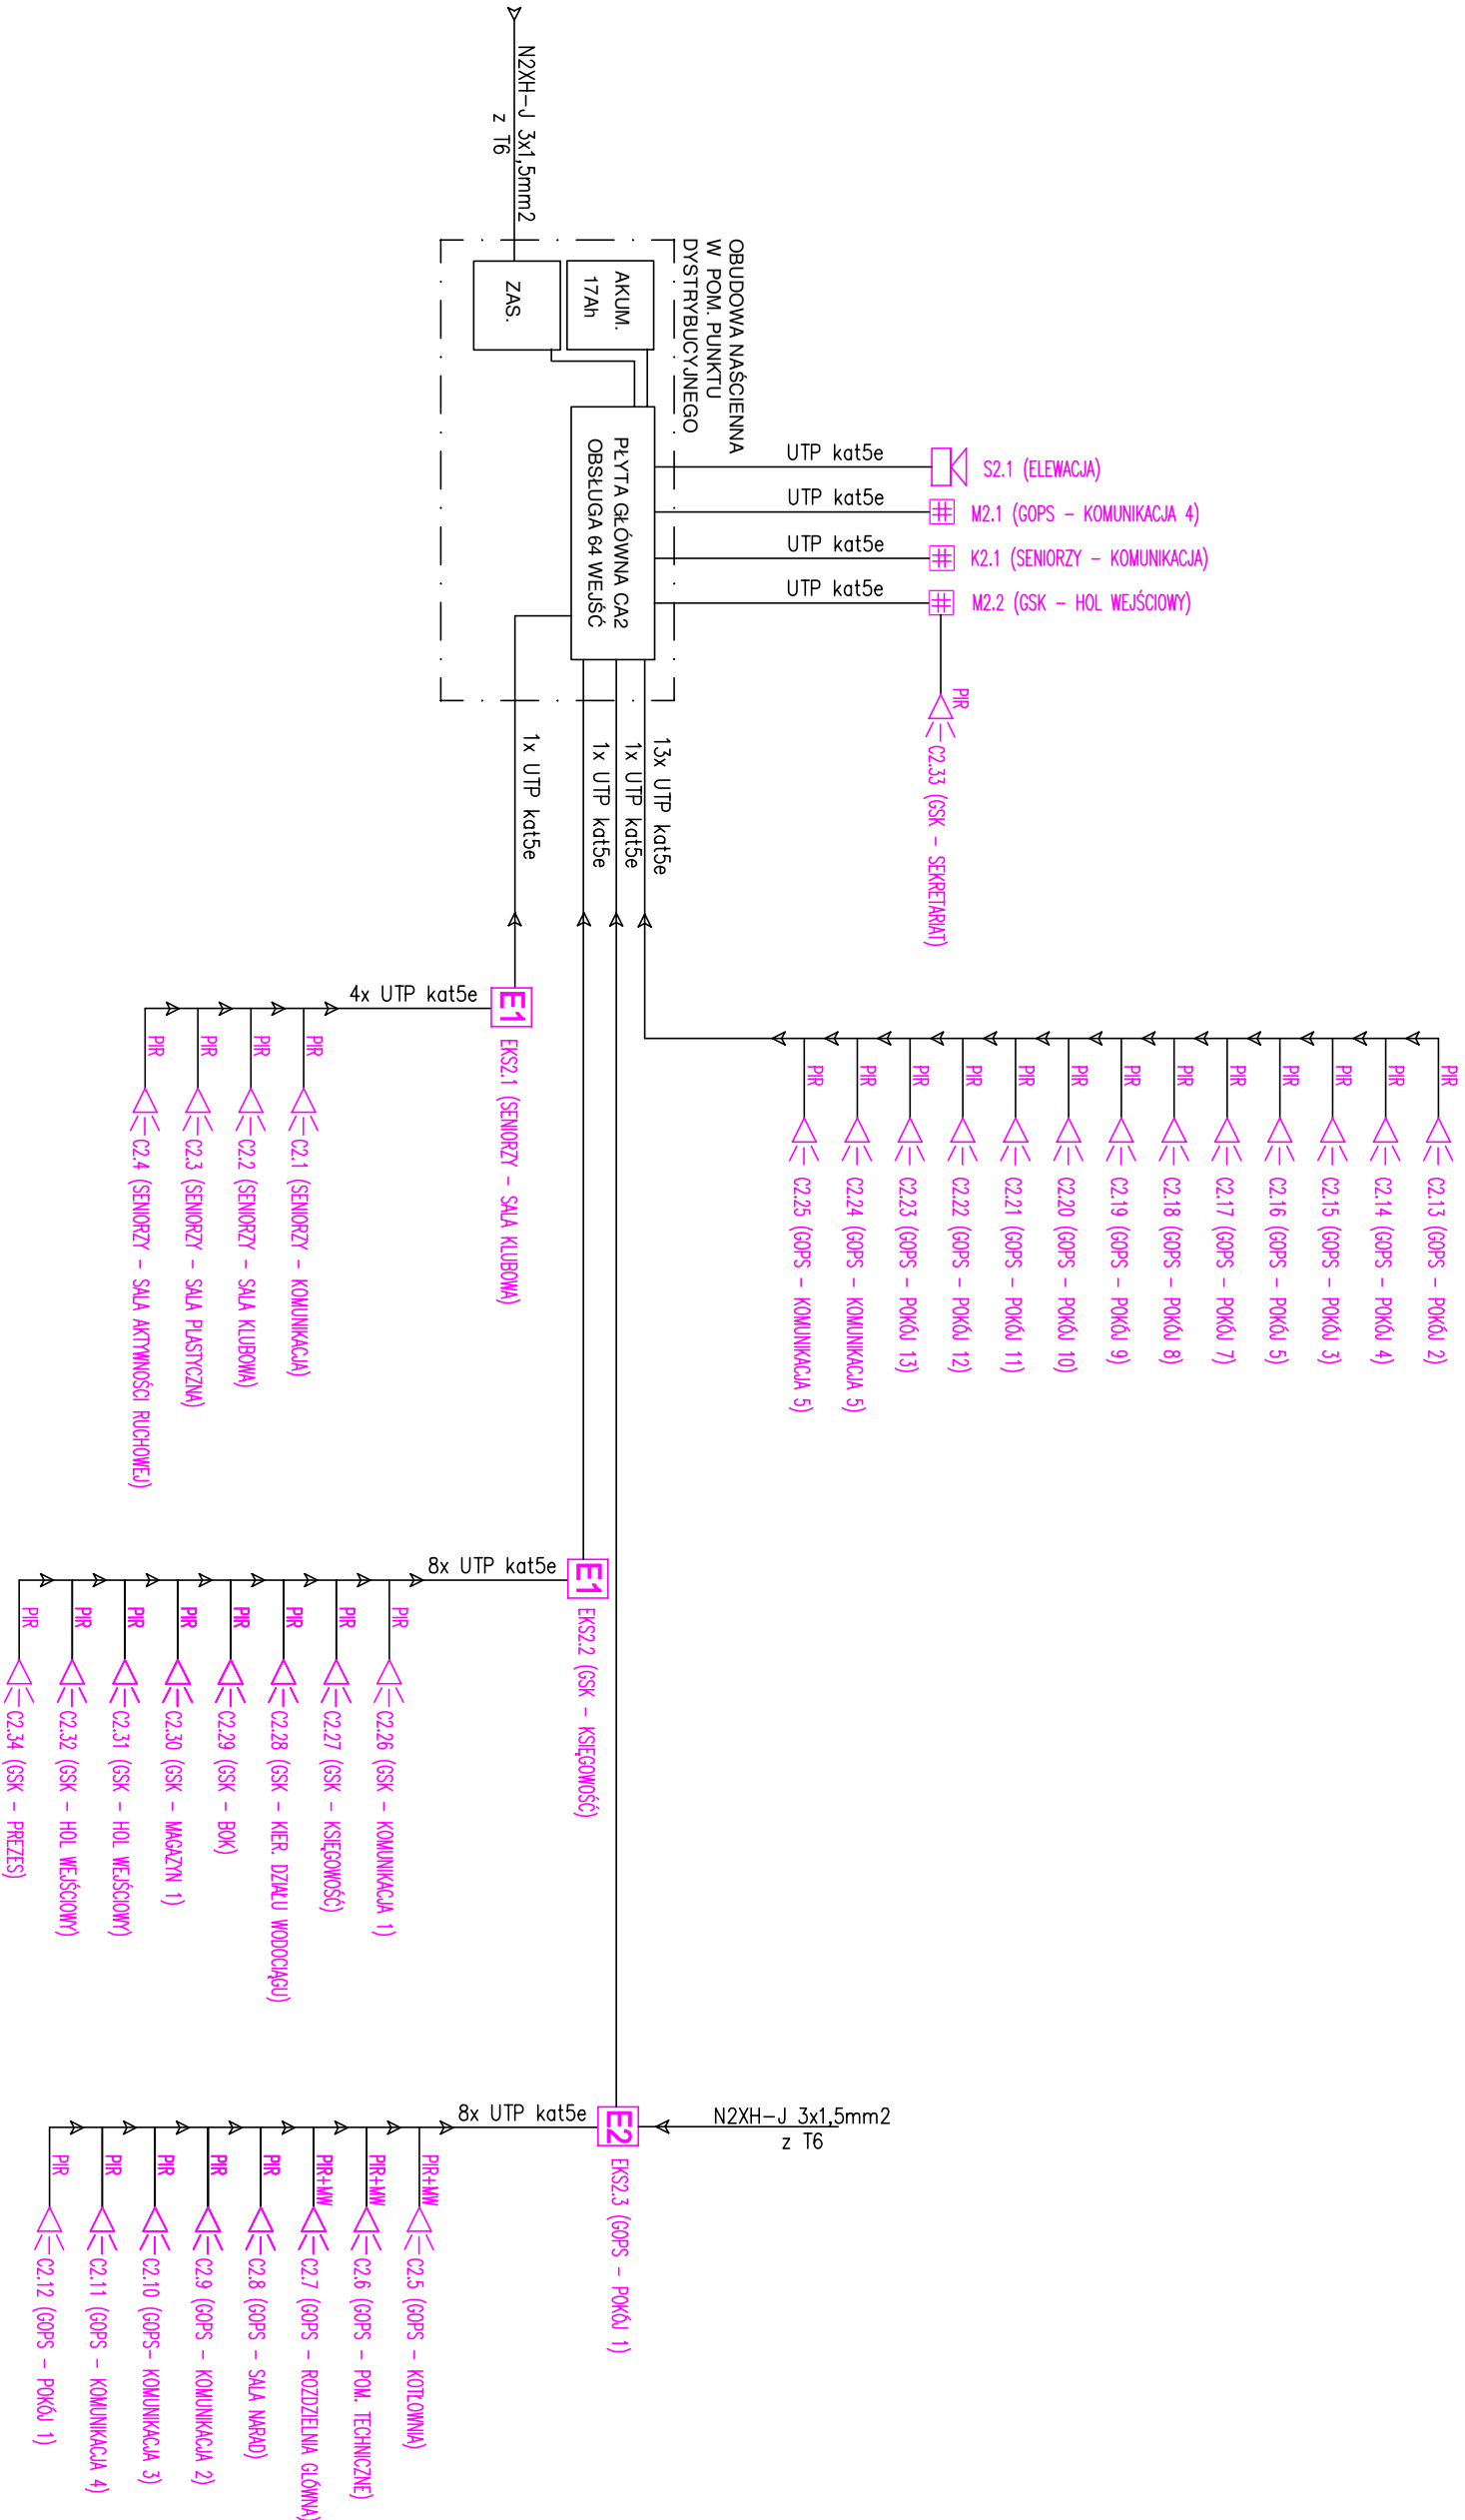 N2XH-J 3x1,5mm2
z T6
OBUDOWA NAŚCIENNA
W POM. PUNKTU
DYSTRYBUCYJNEGO
AKUM.
17Ah
ZAS.
PŁYTA GŁÓWNA CA2
OBSŁUGA 64 WEJŚĆ
UTP kat5e
S2.1 (ELEWACJA)
UTP kat5e
M2.1 (GOPS - KOMUNIKACJA 4)
UTP kat5e
K2.1 (SENIORZY - KOMUNIKACJA)
UTP kat5e
M2.2 (GSK - HOL WEJŚCIOWY)
PIR
C2.33 (GSK - SEKRETARIAT)
13x UTP kat5e
1x UTP kat5e
1x UTP kat5e
1x UTP kat5e
PIR
C2.13 (GOPS - POKÓJ 2)
PIR
C2.14 (GOPS - POKÓJ 4)
PIR
C2.15 (GOPS - POKÓJ 3)
PIR
C2.16 (GOPS - POKÓJ 5)
PIR
C2.17 (GOPS - POKÓJ 7)
PIR
C2.18 (GOPS - POKÓJ 8)
PIR
C2.19 (GOPS - POKÓJ 9)
PIR
C2.20 (GOPS - POKÓJ 10)
PIR
C2.21 (GOPS - POKÓJ 11)
PIR
C2.22 (GOPS - POKÓJ 12)
PIR
C2.23 (GOPS - POKÓJ 13)
PIR
C2.24 (GOPS - KOMUNIKACJA 5)
PIR
C2.25 (GOPS - KOMUNIKACJA 5)
4x UTP kat5e
E1
EKS2.1 (SENIORZY - SALA KLUBOWA)
PIR
C2.1 (SENIORZY - KOMUNIKACJA)
PIR
C2.2 (SENIORZY - SALA KLUBOWA)
PIR
C2.3 (SENIORZY - SALA PLASTYCZNA)
PIR
C2.4 (SENIORZY - SALA AKTYWNOŚCI RUCHOWEJ)
8x UTP kat5e
E1
EKS2.2 (GSK - KSIĘGOWOŚĆ)
PIR
C2.26 (GSK - KOMUNIKACJA 1)
PIR
C2.27 (GSK - KSIĘGOWOŚĆ)
PIR
C2.28 (GSK - KIER. DZIAŁU WODOCIĄGU)
PIR
C2.29 (GSK - BOK)
PIR
C2.30 (GSK - MAGAZYN 1)
PIR
C2.31 (GSK - HOL WEJŚCIOWY)
PIR
C2.32 (GSK - HOL WEJŚCIOWY)
PIR
C2.34 (GSK - PREZES)
8x UTP kat5e
E2
N2XH-J 3x1,5mm2
z T6
EKS2.3 (GOPS - POKÓJ 1)
PIR+MW
C2.5 (GOPS - KOTŁOWNIA)
PIR+MW
C2.6 (GOPS - POM. TECHNICZNE)
PIR+MW
C2.7 (GOPS - ROZDZIELNIA GŁÓWNA)
PIR
C2.8 (GOPS - SALA NARAD)
PIR
C2.9 (GOPS - KOMUNIKACJA 2)
PIR
C2.10 (GOPS- KOMUNIKACJA 3)
PIR
C2.11 (GOPS - KOMUNIKACJA 4)
PIR
C2.12 (GOPS - POKÓJ 1)